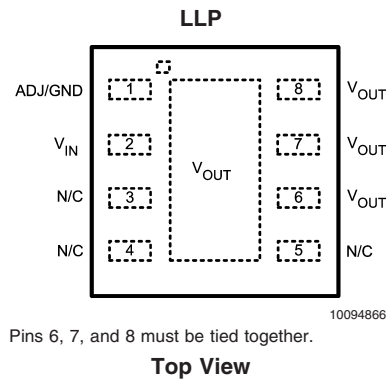 LLP
ADJ/GND 1 8 VOUT
VIN 2 7 VOUT
VOUT
N/C 3 6 VOUT
N/C 4 5 N/C
10094866
Pins 6, 7, and 8 must be tied together.
Top View